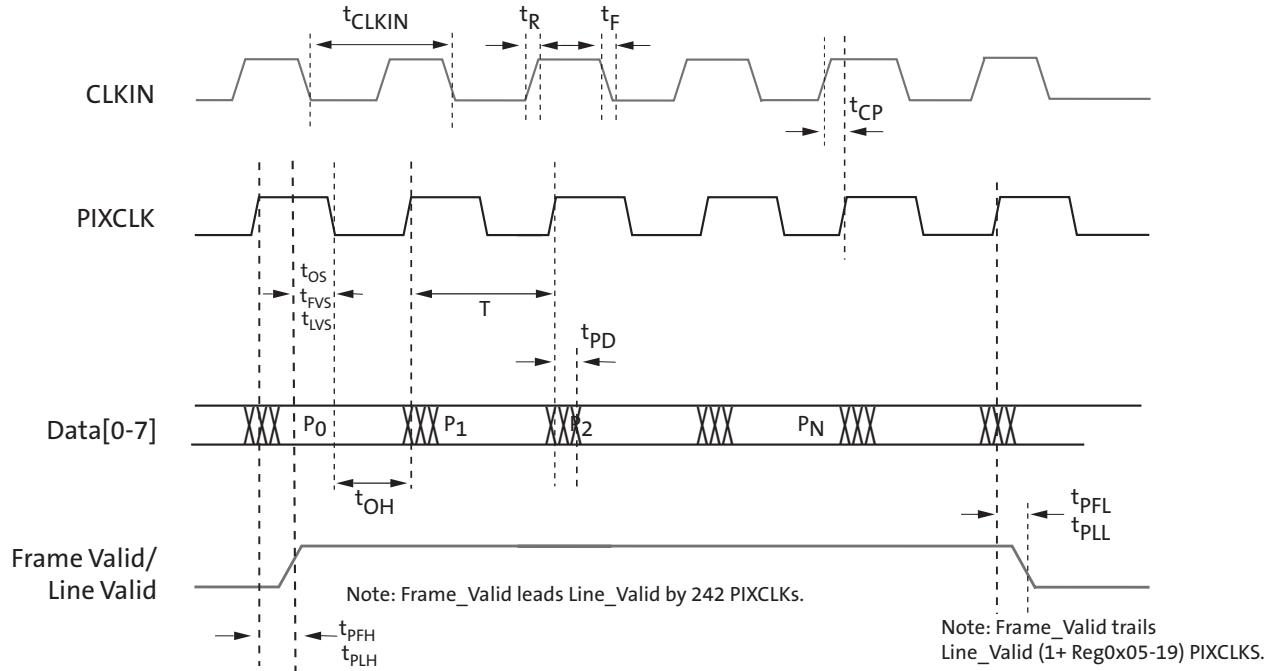 tCLKIN
tR
tF
CLKIN
tCP
PIXCLK
tOS
tFVS
tLVS
T
tPD
Data[0-7]
P0
P1
P2
PN
tOH
tPFL
tPLL
Frame Valid/
Line Valid
Note: Frame_Valid leads Line_Valid by 242 PIXCLKs.
tPFH
tPLH
Note: Frame_Valid trails
Line_Valid (1+ Reg0x05-19) PIXCLKS.